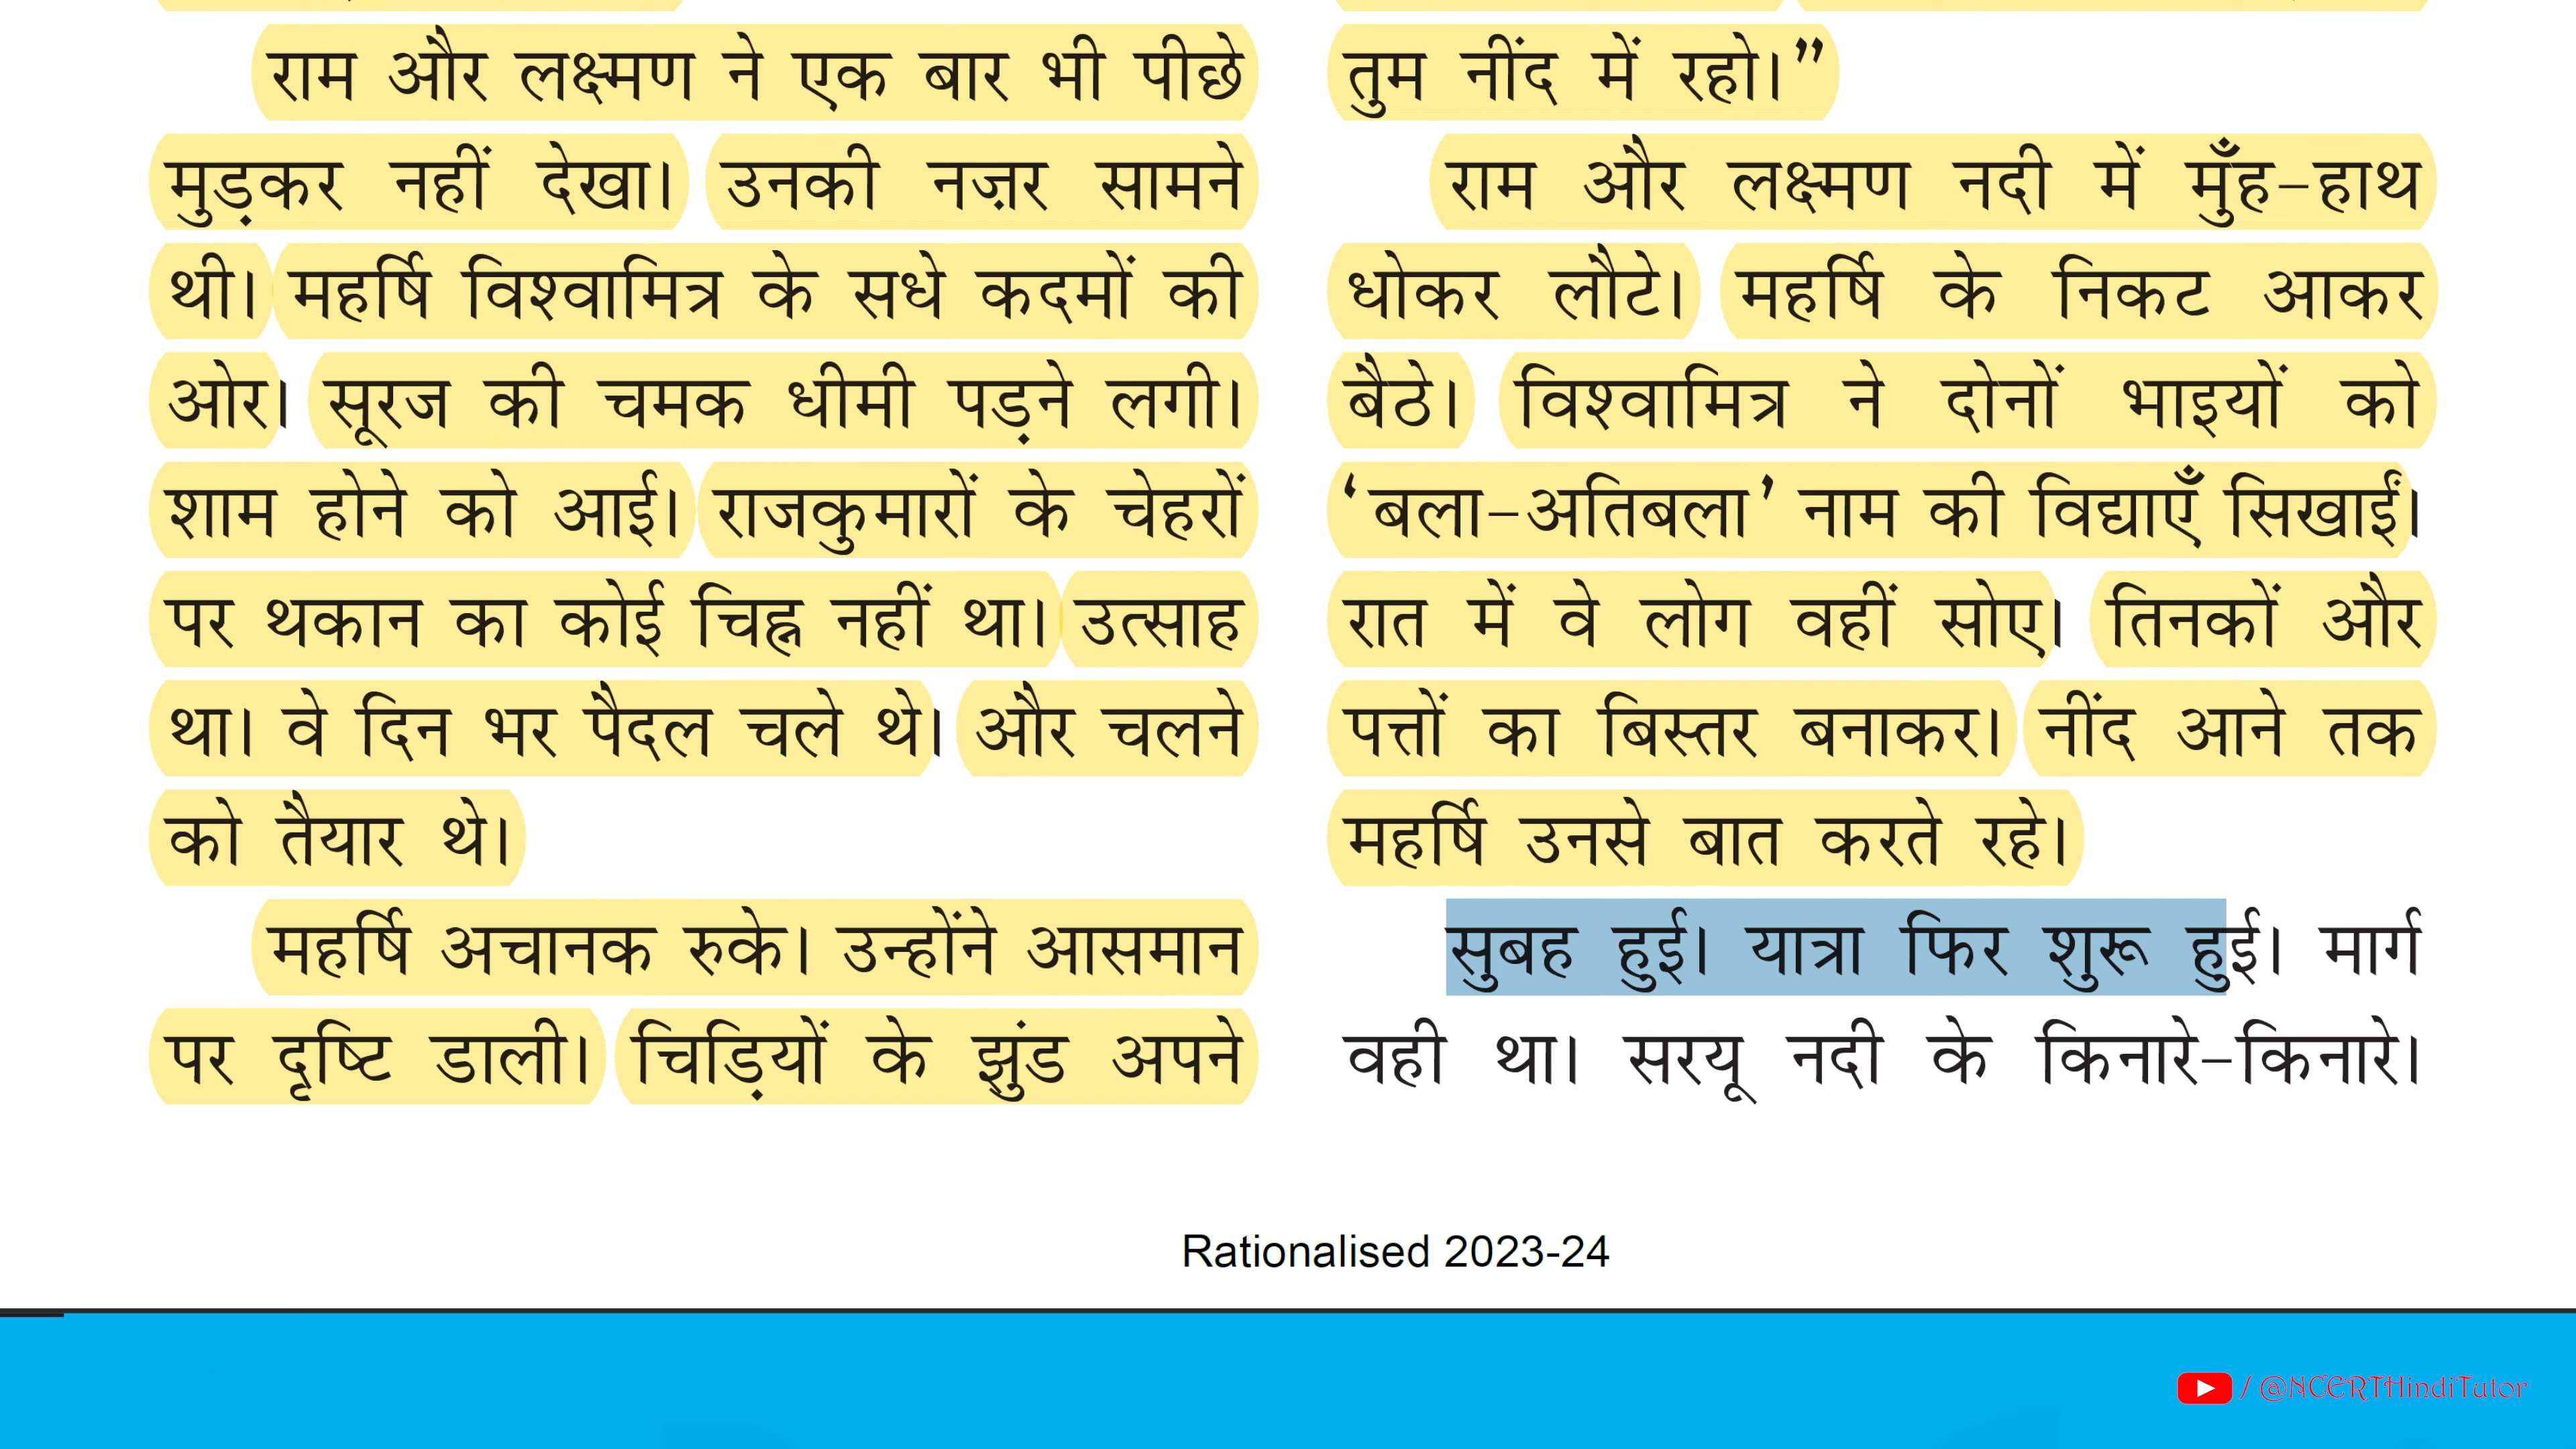 राम और लक्ष्मण ने एक बार भी पीछे
मुड़कर नहीं देखा। उनकी नज़र सामने
थी। महर्षि विश्वामित्र के सधे कदमों की
ओर। सूरज की चमक धीमी पड़ने लगी।
शाम होने को आई। राजकुमारों के चेहरों
पर थकान का कोई चिह्न नहीं था। उत्साह
था। वे दिन भर पैदल चले थे। और चलने
को तैयार थे।
महर्षि अचानक रुके। उन्होंने आसमान
पर दृष्टि डाली। चिड़ियों के झुंड अपने
तुम नींद में रहो।”
राम और लक्ष्मण नदी में मुँह-हाथ
धोकर लौटे। महर्षि के निकट आकर
बैठे। विश्वामित्र ने दोनों भाइयों को
‘बला-अतिबला’ नाम की विद्याएँ सिखाईं।
रात में वे लोग वहीं सोए। तिनकों और
पत्तों का बिस्तर बनाकर। नींद आने तक
महर्षि उनसे बात करते रहे।
सुबह हुई। यात्रा फिर शुरू हुई। मार्ग
वही था। सरयू नदी के किनारे-किनारे।
Rationalised 2023-24
/ @NCERTHindiTutor